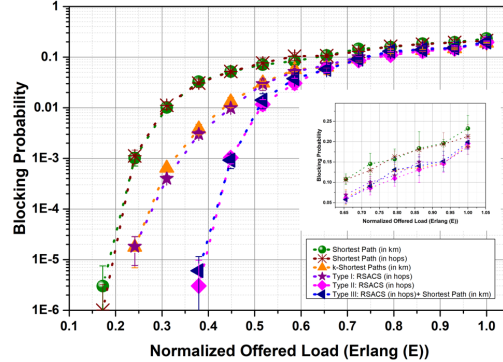 Blocking Probability
1
0.1
0.01
1E-3
1E-4
1E-5
1E-6
0.1 0.2 0.3 0.4 0.5 0.6 0.7 0.8 0.9 1.0
Normalized Offered Load (Erlang (E))
Blocking Probability
0.25
0.20
0.15
0.10
0.05
0.65 0.70 0.75 0.80 0.85 0.90 0.95 1.00 1.05
Normalized Offered Load (Erlang (E))
Shortest Path (in km)
Shortest Path (in hops)
k-Shortest Paths (in km)
Type I: RSACS (in hops)
Type II: RSACS (in hops)
Type III: RSACS (in hops)+ Shortest Path (in km)